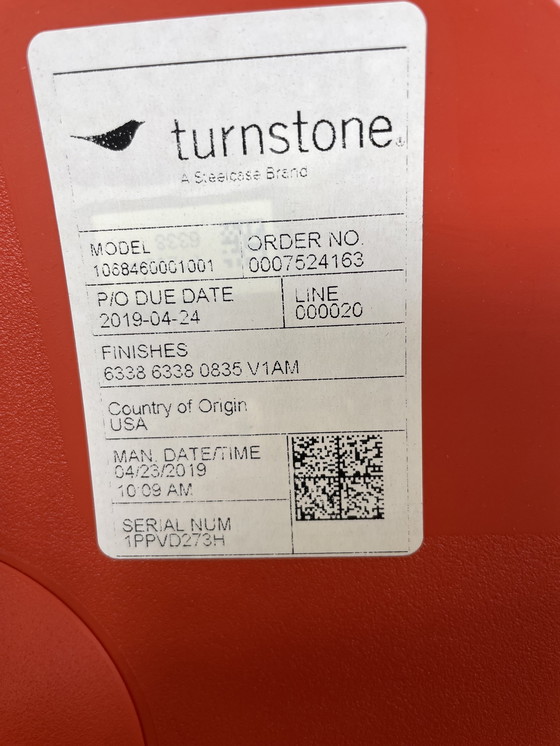 turnstone
A Steelcase Brand
MODEL
1068460001001
ORDER NO.
0007524163
P/O DUE DATE
2019-04-24
LINE
000020
FINISHES
6338 6338 0835 V1AM
Country of Origin
USA
MAN. DATE/TIME
04/23/2019
10:09 AM
SERIAL NUM
1PPVD273H